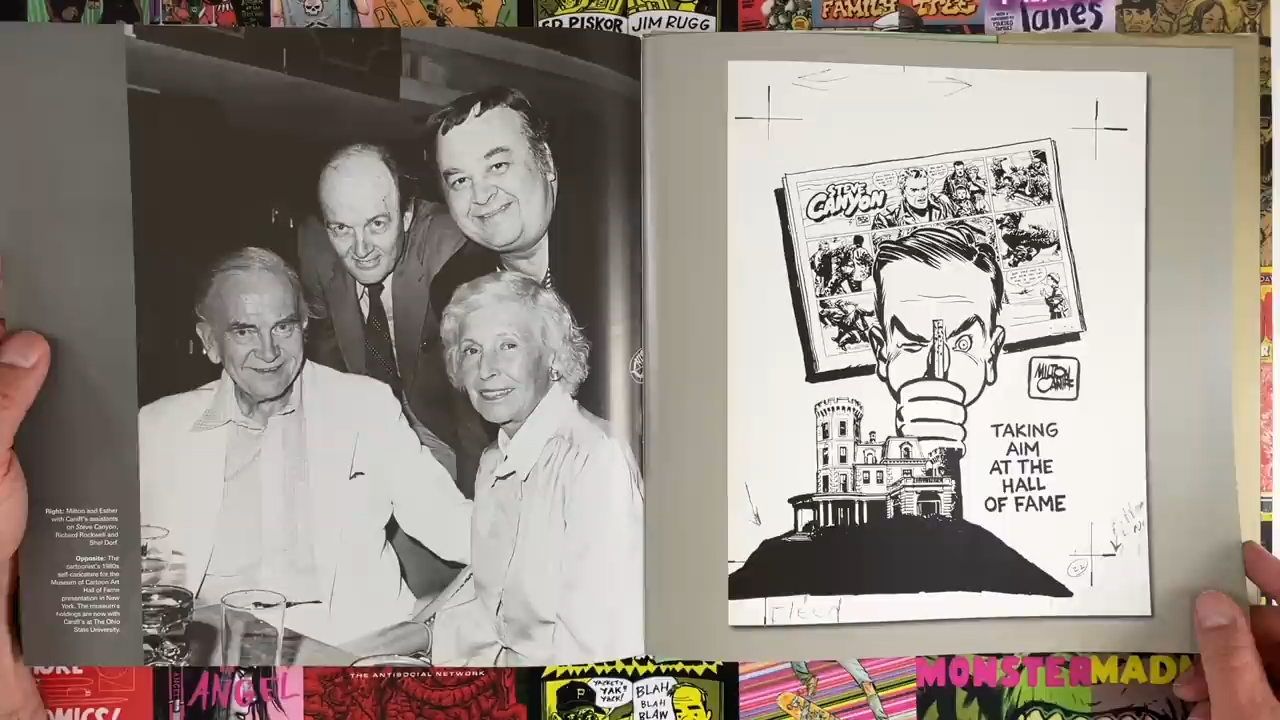 ED PISKOR JIM RUGG
FAMILY TREE
lanes
STEVE
CANYON
MILTON
CANIFF
TAKING
AIM
AT THE
HALL
OF FAME
Right: Milton and Esther
with Caniff's assistants
on Steve Canyon,
Richard Rockwell and
Shel Dorf.
Opposite: The
cartoonist's 1980s
self-caricature for the
Museum of Cartoon Art
Hall of Fame
presentation in New
York. The museum's
holdings are now with
Caniff's at The Ohio
State University.
ANGEL
THE ANTISOCIAL NETWORK
YACKETY
YAK
YACK!
BLAH
BLAH
BLAW
MONSTER MADN